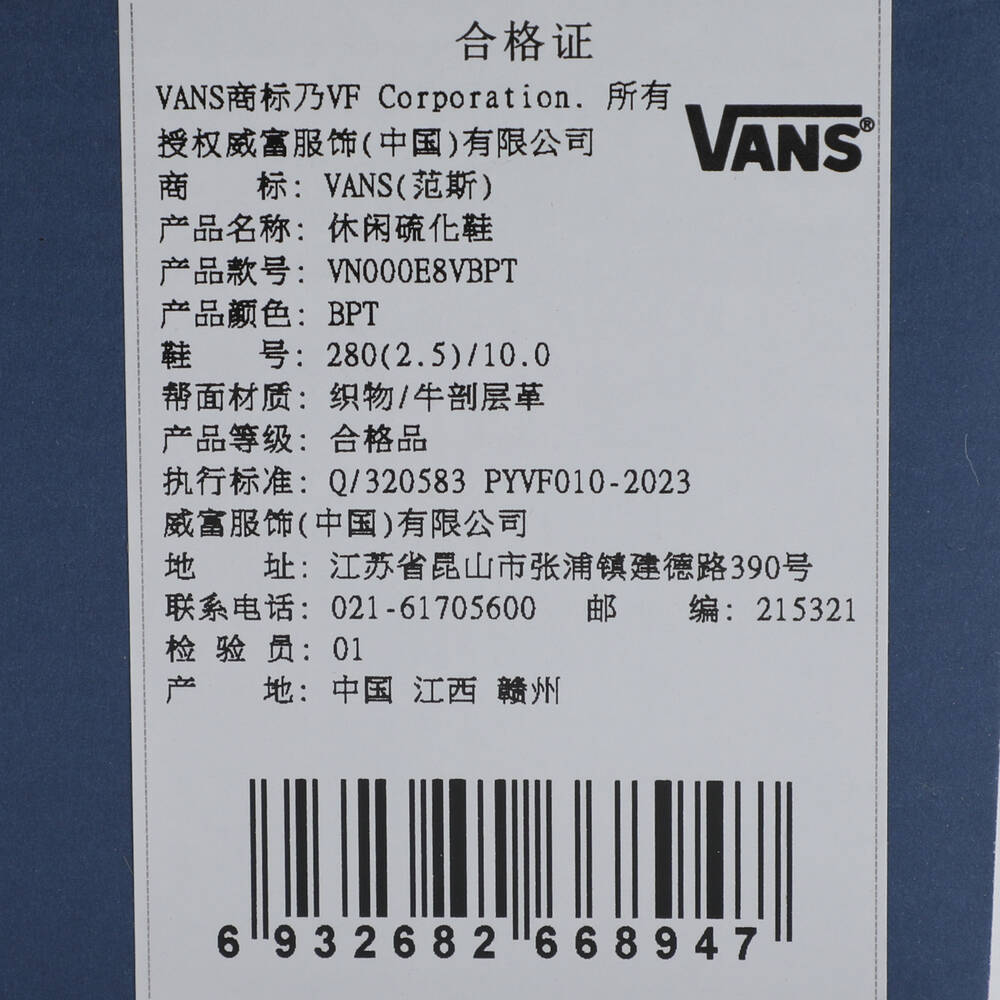 合格证
VANS商标乃VF Corporation. 所有
授权威富服饰(中国)有限公司
VANS®
商 标: VANS(范斯)
产品名称: 休闲硫化鞋
产品款号: VN000E8VBPT
产品颜色: BPT
鞋 号: 280(2.5)/10.0
帮面材质: 织物/牛剖层革
产品等级: 合格品
执行标准: Q/320583 PYVF010-2023
威富服饰(中国)有限公司
地 址: 江苏省昆山市张浦镇建德路390号
联系电话: 021-61705600 邮 编: 215321
检 验 员: 01
产 地: 中国 江西 赣州
6 932682 668947